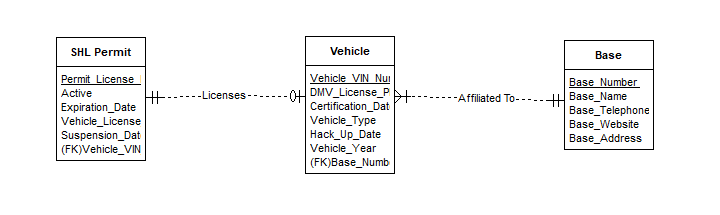 SHL Permit
Permit_License_
Active
Expiration_Date
Vehicle_License
Suspension_Dat
(FK)Vehicle_VIN
Licenses
Vehicle
Vehicle_VIN_Nu
DMV_License_P
Certification_Dat
Vehicle_Type
Hack_Up_Date
Vehicle_Year
(FK)Base_Numb
Affiliated To
Base
Base_Number
Base_Name
Base_Telephone
Base_Website
Base_Address